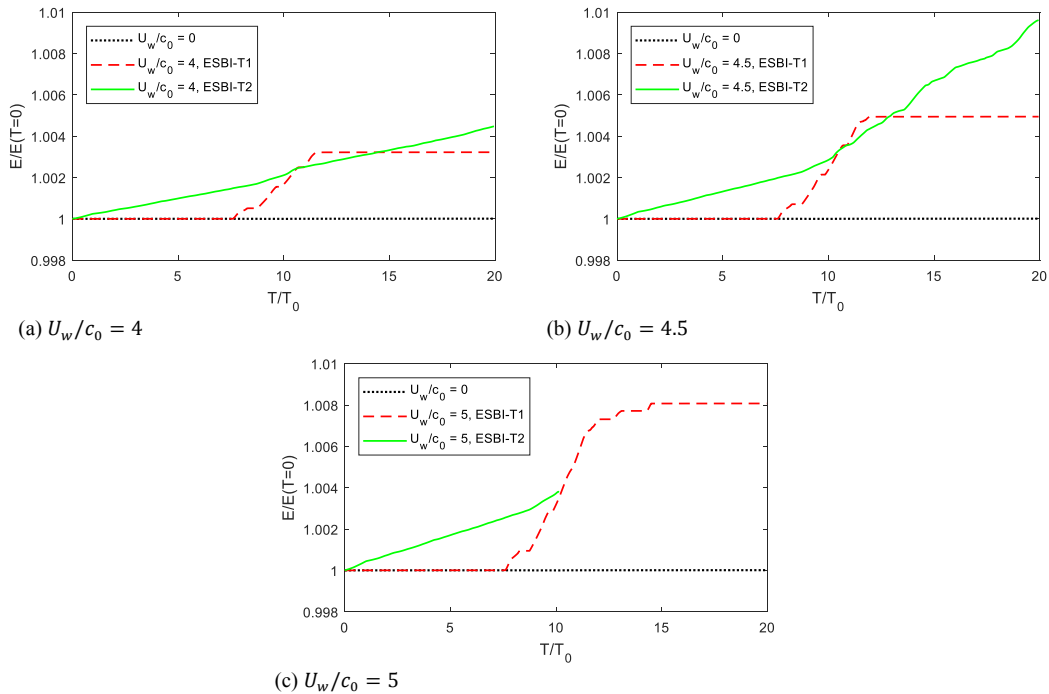 1.01
1.008
1.006
1.004
1.002
1
0.998
E/E(T=0)
U_w/c_0 = 0
U_w/c_0 = 4, ESBI-T1
U_w/c_0 = 4, ESBI-T2
0 5 10 15 20
T/T_0
(a) U_w/c_0 = 4
1.01
1.008
1.006
1.004
1.002
1
0.998
E/E(T=0)
U_w/c_0 = 0
U_w/c_0 = 4.5, ESBI-T1
U_w/c_0 = 4.5, ESBI-T2
0 5 10 15 20
T/T_0
(b) U_w/c_0 = 4.5
1.01
1.008
1.006
1.004
1.002
1
0.998
E/E(T=0)
U_w/c_0 = 0
U_w/c_0 = 5, ESBI-T1
U_w/c_0 = 5, ESBI-T2
0 5 10 15 20
T/T_0
(c) U_w/c_0 = 5